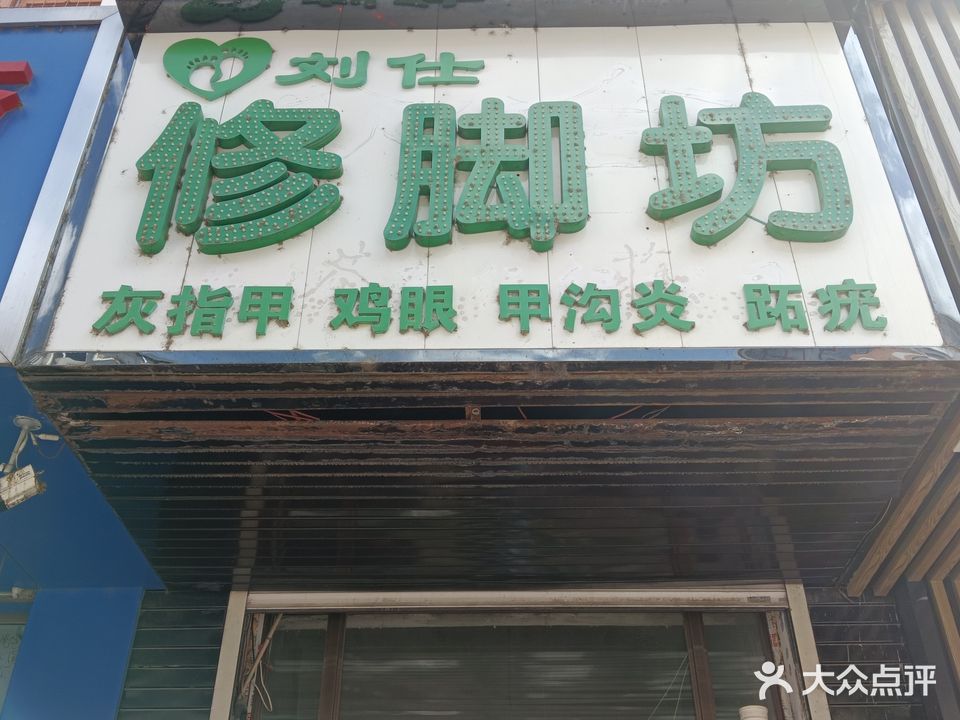 刘仕
修脚坊
灰指甲 鸡眼 甲沟炎 跖疣
大众点评